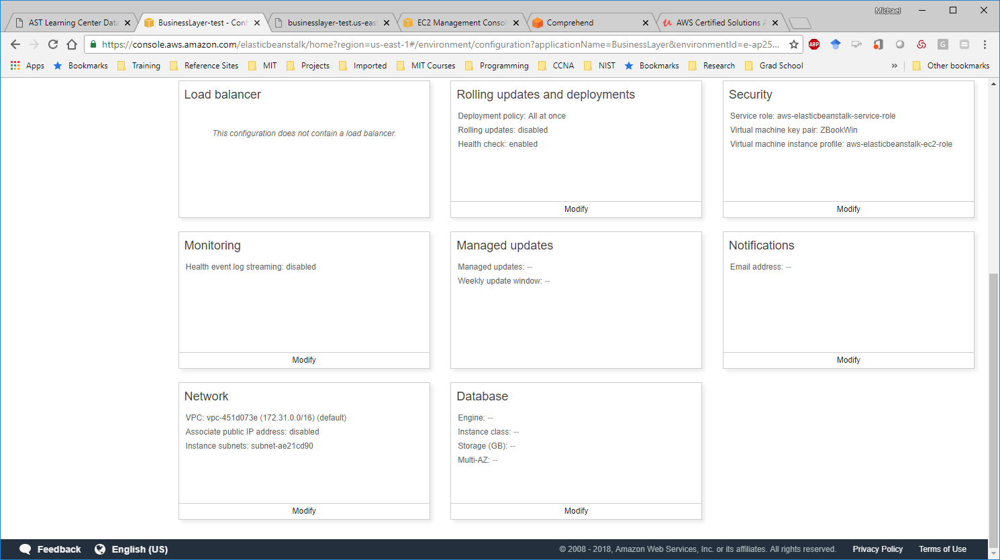 Michael
AST Learning Center Data
BusinessLayer-test - Conf
businesslayer-test.us-eas
EC2 Management Consol
Comprehend
AWS Certified Solutions A
https://console.aws.amazon.com/elasticbeanstalk/home?region=us-east-1#/environment/configuration?applicationName=BusinessLayer&environmentId=e-ap25...
ABP
G
Apps
Bookmarks
Training
Reference Sites
MIT
Projects
Imported
MIT Courses
Programming
CCNA
NIST
Bookmarks
Research
Grad School
»
Other bookmarks
Load balancer
This configuration does not contain a load balancer.
Rolling updates and deployments
Deployment policy: All at once
Rolling updates: disabled
Health check: enabled
Modify
Security
Service role: aws-elasticbeanstalk-service-role
Virtual machine key pair: ZBookWin
Virtual machine instance profile: aws-elasticbeanstalk-ec2-role
Modify
Monitoring
Health event log streaming: disabled
Modify
Managed updates
Managed updates: --
Weekly update window: --
Notifications
Email address: --
Modify
Network
VPC: vpc-451d073e (172.31.0.0/16) (default)
Associate public IP address: disabled
Instance subnets: subnet-ae21cd90
Modify
Database
Engine: --
Instance class: --
Storage (GB): --
Multi-AZ: --
Modify
Feedback
English (US)
© 2008 - 2018, Amazon Web Services, Inc. or its affiliates. All rights reserved.
Privacy Policy
Terms of Use